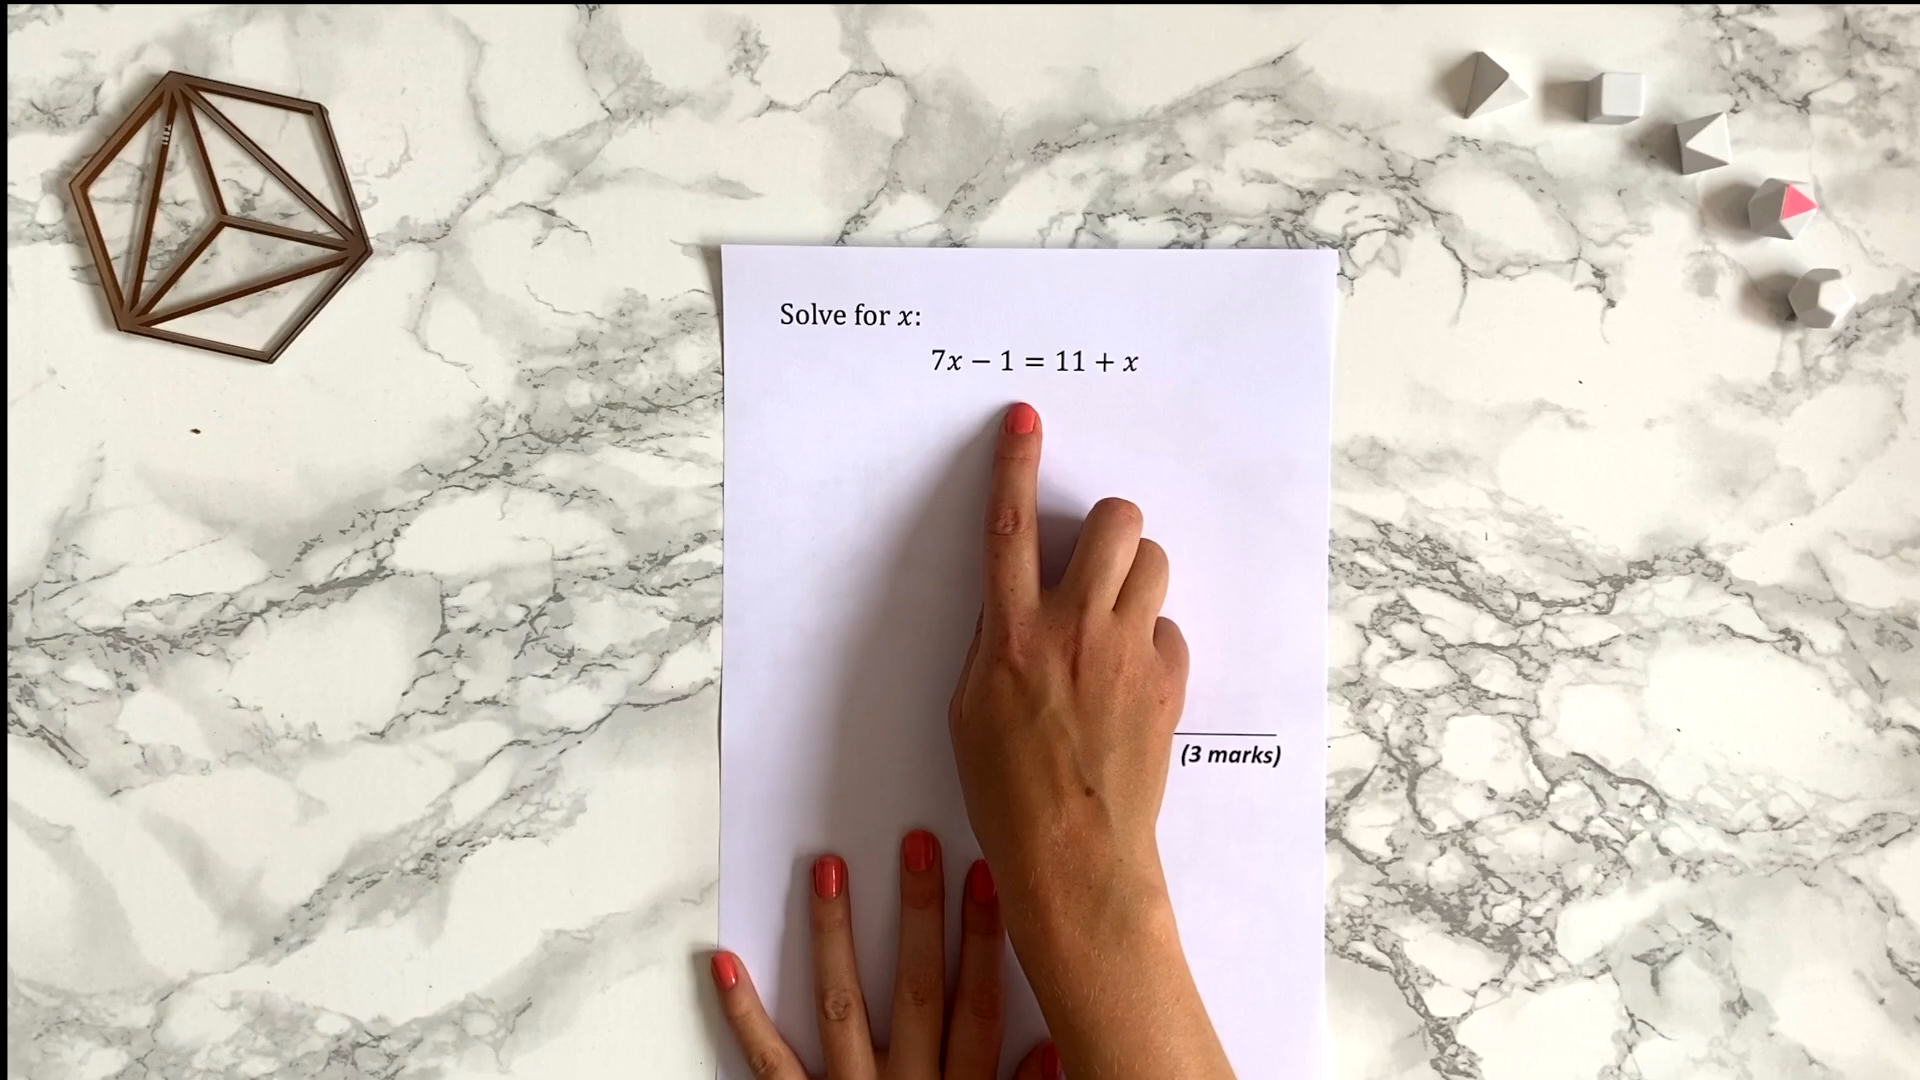 Solve for x:
7x − 1 = 11 + x
(3 marks)